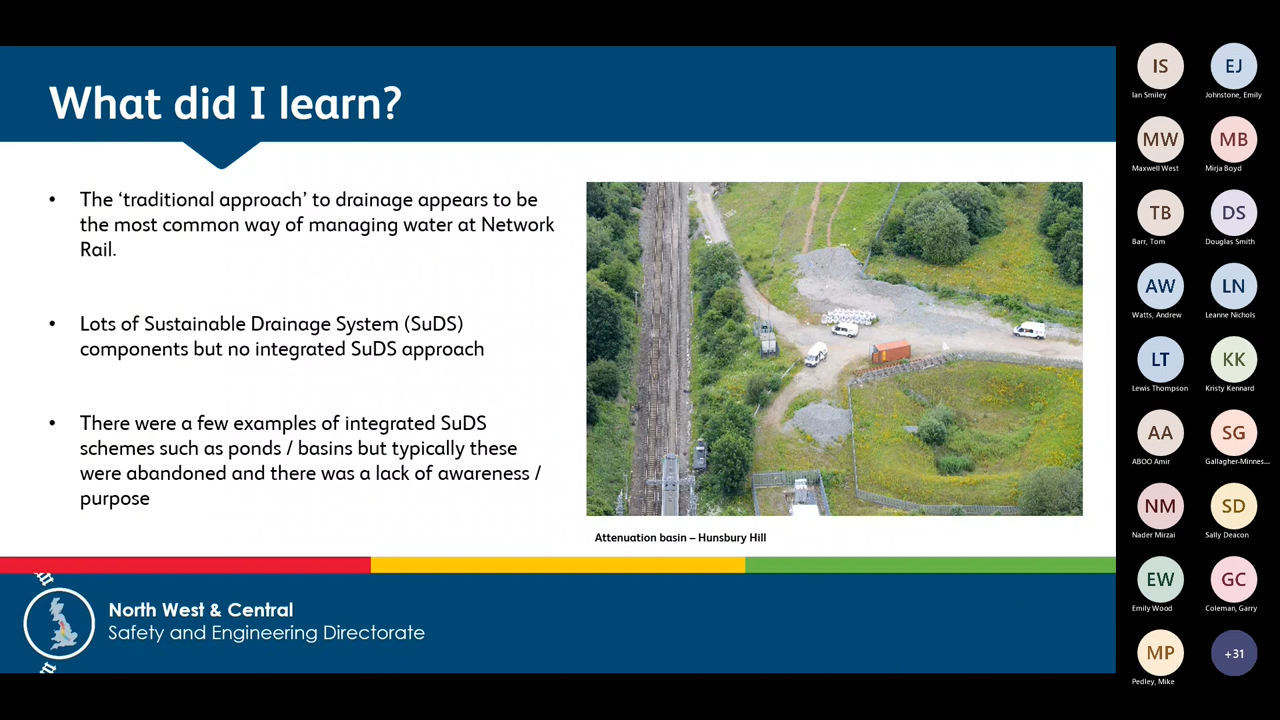 What did I learn?
• The ‘traditional approach’ to drainage appears to be
the most common way of managing water at Network
Rail.
• Lots of Sustainable Drainage System (SuDS)
components but no integrated SuDS approach
• There were a few examples of integrated SuDS
schemes such as ponds / basins but typically these
were abandoned and there was a lack of awareness /
purpose
Attenuation basin – Hunsbury Hill
North West & Central
Safety and Engineering Directorate
IS
Ian Smiley
EJ
Johnstone, Emily
MW
Maxwell West
MB
Mirja Boyd
TB
Barr, Tom
DS
Douglas Smith
AW
Watts, Andrew
LN
Leanne Nichols
LT
Lewis Thompson
KK
Kristy Kennard
AA
ABOO Amir
SG
Gallagher-Minnes...
NM
Nader Mirzai
SD
Sally Deacon
EW
Emily Wood
GC
Coleman, Garry
MP
Pedley, Mike
+31